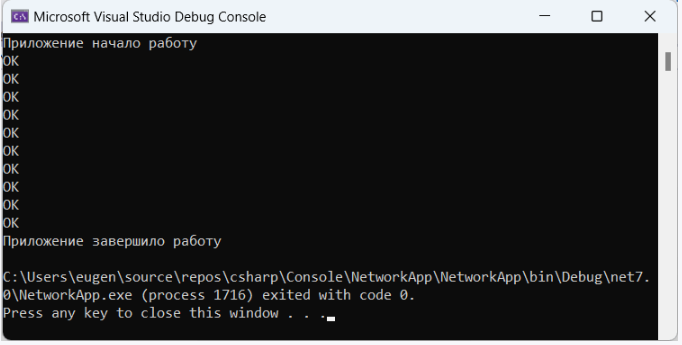 Microsoft Visual Studio Debug Console
Приложение начало работу
OK
OK
OK
OK
OK
OK
OK
OK
OK
OK
Приложение завершило работу
C:\Users\eugen\source\repos\csharp\Console\NetworkApp\NetworkApp\bin\Debug\net7.
0\NetworkApp.exe (process 1716) exited with code 0.
Press any key to close this window . . .